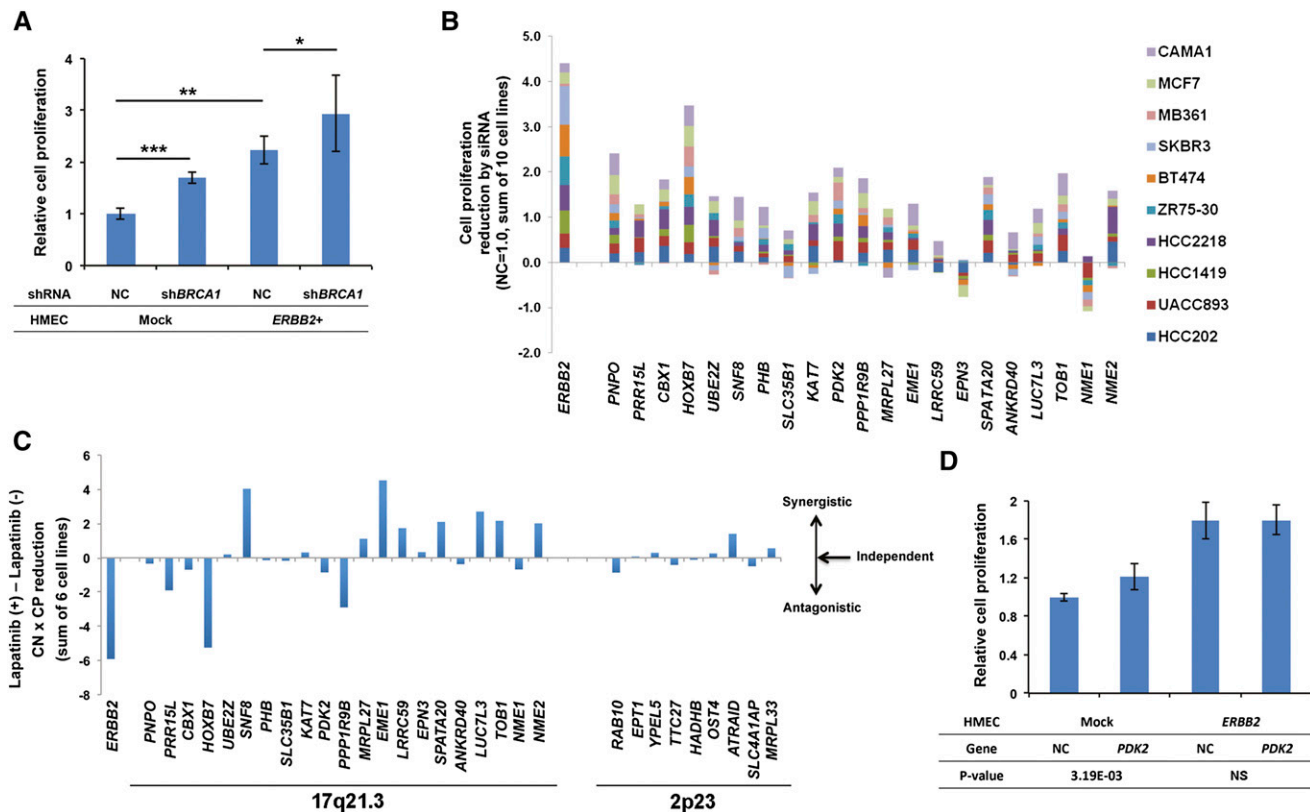 A
Relative cell proliferation
4
3
2
1
0
*
**
***
shRNA NC shBRCA1 NC shBRCA1
HMEC Mock ERBB2+
B
Cell proliferation
reduction by siRNA
(NC=1.0, sum of 10 cell lines)
5.0
4.0
3.0
2.0
1.0
0.0
-1.0
-2.0
CAMA1
MCF7
MB361
SKBR3
BT474
ZR75-30
HCC2218
HCC1419
UACC893
HCC202
ERBB2
PNPO
PRR15L
CBX1
HOXB7
UBE2Z
SNF8
PHB
SLC35B1
KAT7
PDK2
PPP1R9B
MRPL27
EME1
LRRC59
EPN3
SPATA20
ANKRD40
LUC7L3
TOB1
NME1
NME2
C
Lapatinib (+) – Lapatinib (-)
CN x CP reduction
(sum of 6 cell lines)
6
4
2
0
-2
-4
-6
-8
ERBB2
PNPO
PRR15L
CBX1
HOXB7
UBE2Z
SNF8
PHB
SLC35B1
KAT7
PDK2
PPP1R9B
MRPL27
EME1
LRRC59
EPN3
SPATA20
ANKRD40
LUC7L3
TOB1
NME1
NME2
RAB10
EPT1
YPEL5
TTC27
HADHB
OST4
ATRAID
SLC4A1AP
MRPL33
17q21.3
2p23
Synergistic
Independent
Antagonistic
D
Relative cell proliferation
2
1.6
1.2
0.8
0.4
0
HMEC Mock ERBB2
Gene NC PDK2 NC PDK2
P-value 3.19E-03 NS